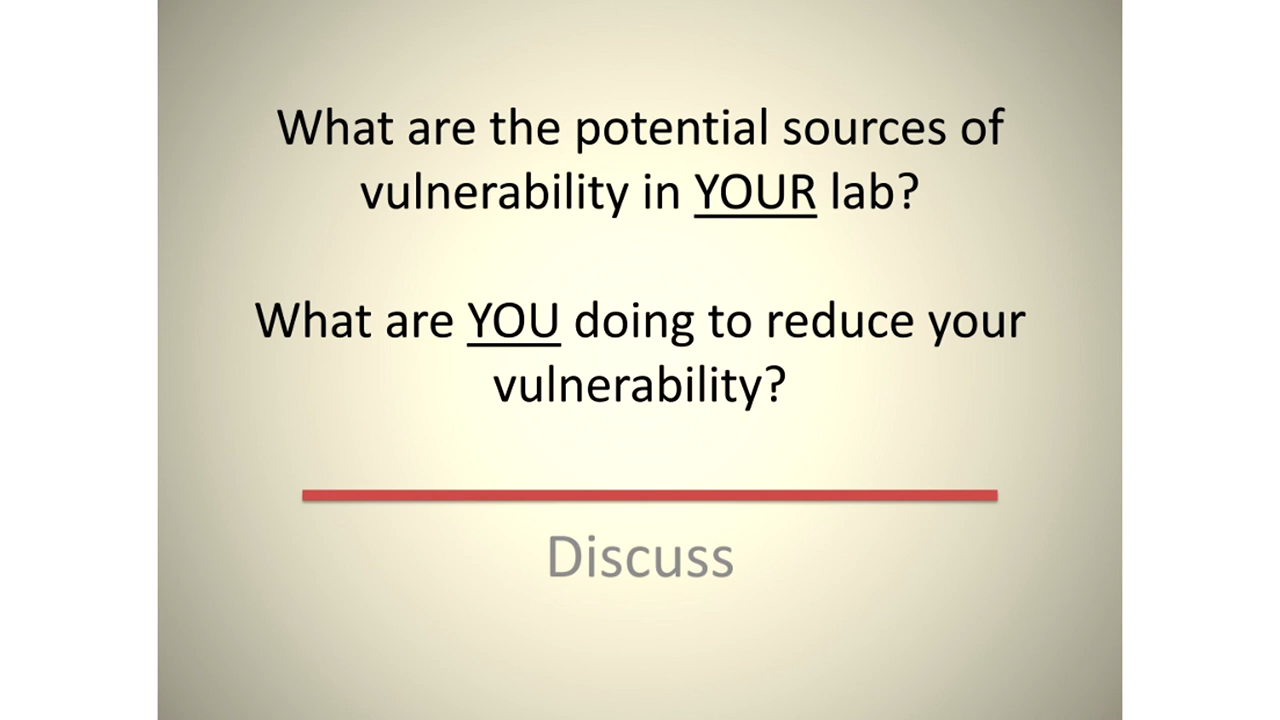 What are the potential sources of
vulnerability in YOUR lab?
What are YOU doing to reduce your
vulnerability?
Discuss